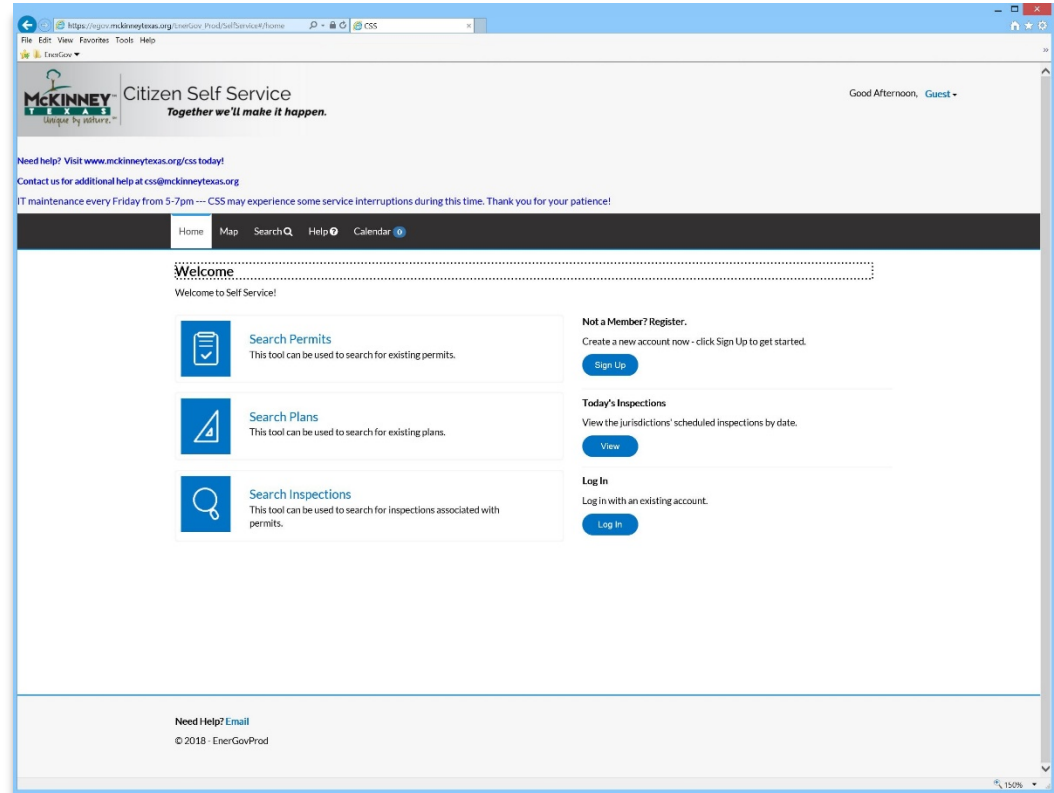 https://egov.mckinneytexas.org/EnerGov_Prod/SelfService#/home
CSS
File Edit View Favorites Tools Help
EnerGov
McKINNEY
TEXAS
Unique by nature.™
Citizen Self Service
Together we'll make it happen.
Good Afternoon, Guest
Need help? Visit www.mckinneytexas.org/css today!
Contact us for additional help at css@mckinneytexas.org
IT maintenance every Friday from 5-7pm --- CSS may experience some service interruptions during this time. Thank you for your patience!
Home Map Search Help Calendar 0
Welcome
Welcome to Self Service!
Search Permits
This tool can be used to search for existing permits.
Search Plans
This tool can be used to search for existing plans.
Search Inspections
This tool can be used to search for inspections associated with
permits.
Not a Member? Register.
Create a new account now - click Sign Up to get started.
Sign Up
Today's Inspections
View the jurisdictions' scheduled inspections by date.
View
Log In
Log in with an existing account.
Log In
Need Help? Email
© 2018 - EnerGovProd
150%